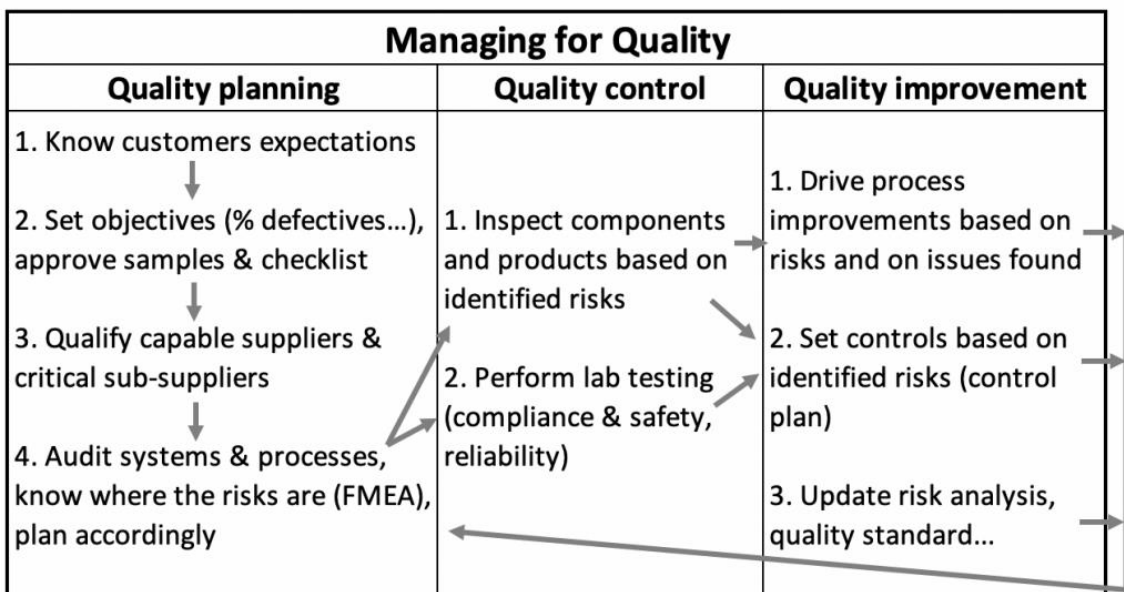 Managing for Quality
Quality planning
Quality control
Quality improvement
1. Know customers expectations
2. Set objectives (% defectives...),
approve samples & checklist
3. Qualify capable suppliers &
critical sub-suppliers
4. Audit systems & processes,
know where the risks are (FMEA),
plan accordingly
1. Inspect components
and products based on
identified risks
2. Perform lab testing
(compliance & safety,
reliability)
1. Drive process
improvements based on
risks and on issues found
2. Set controls based on
identified risks (control
plan)
3. Update risk analysis,
quality standard...